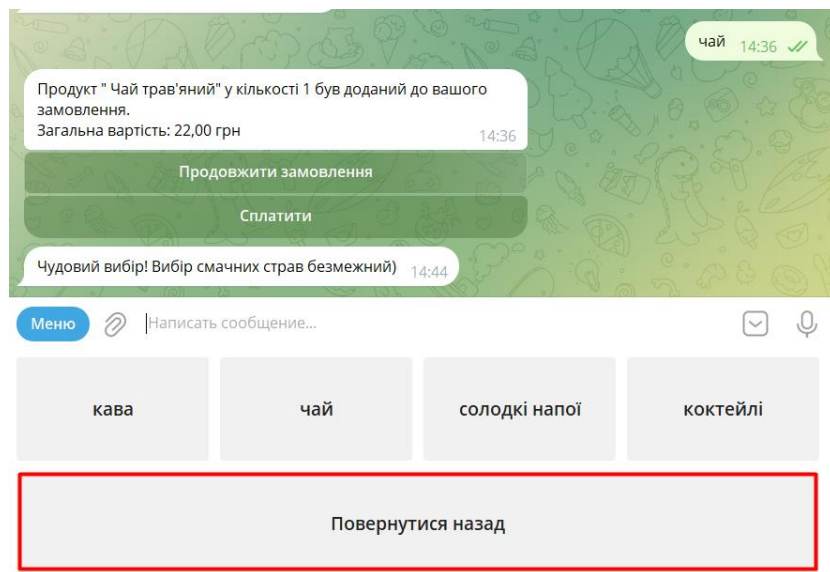 чай 14:36
Продукт " Чай трав'яний" у кількості 1 був доданий до вашого
замовлення.
Загальна вартість: 22,00 грн 14:36
Продовжити замовлення
Сплатити
Чудовий вибір! Вибір смачних страв безмежний) 14:44
Меню Написать сообщение...
кава чай солодкі напої коктейлі
Повернутися назад